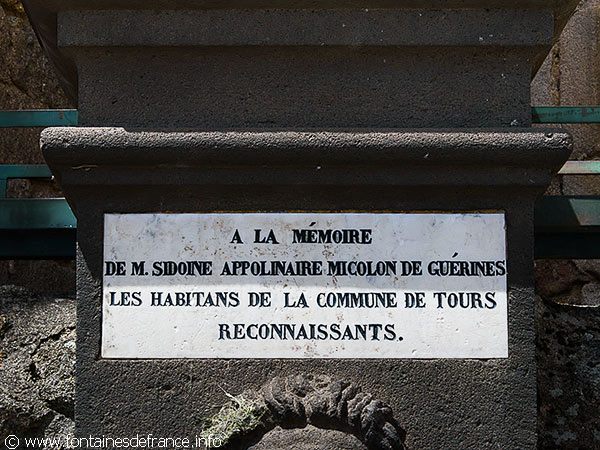 A LA MÉMOIRE
DE M. SIDOINE APPOLINAIRE MICOLON DE GUÉRINES
LES HABITANS DE LA COMMUNE DE TOURS
RECONNAISSANTS.
© www.fontainesdefrance.info